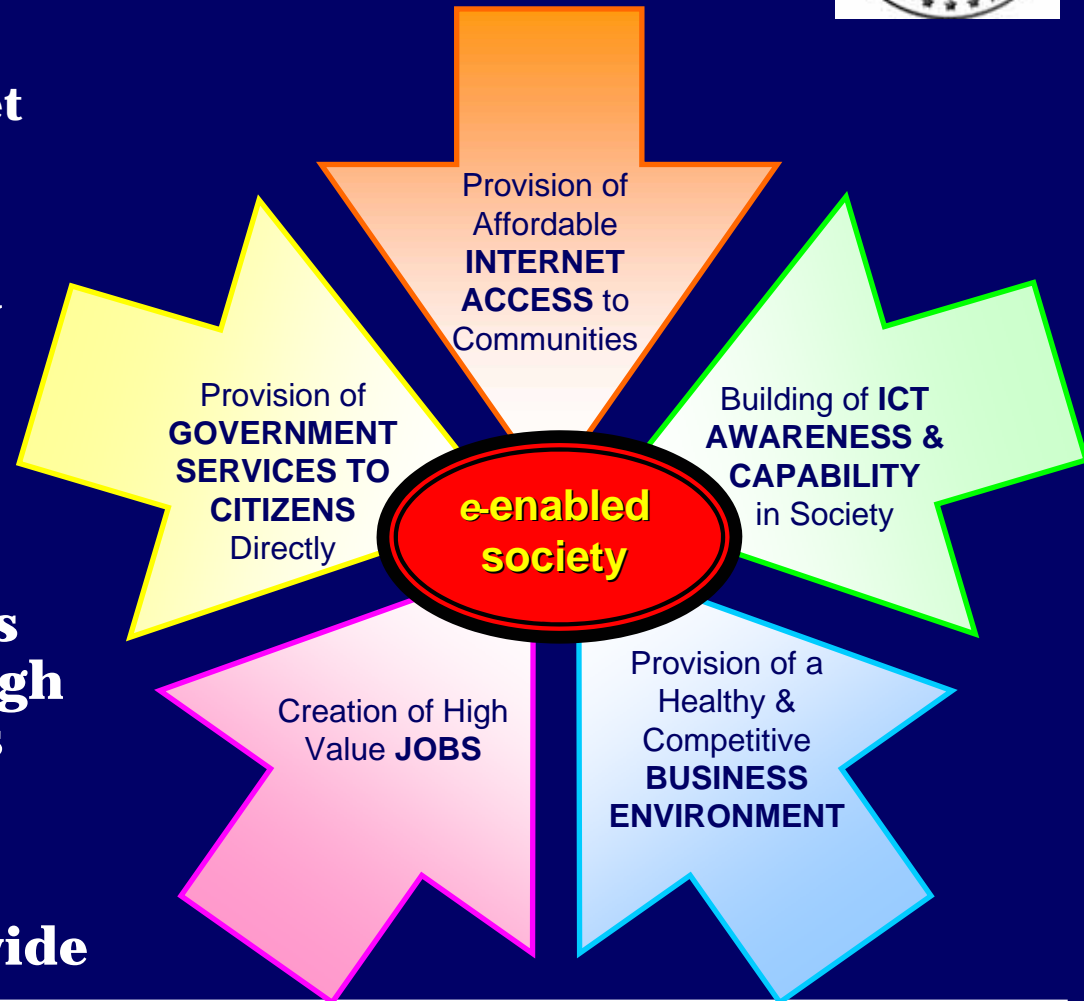 Provision of
Affordable
INTERNET
ACCESS to
Communities
Provision of
GOVERNMENT
SERVICES TO
CITIZENS
Directly
Building of ICT
AWARENESS &
CAPABILITY
in Society
e-enabled
society
Creation of High
Value JOBS
Provision of a
Healthy &
Competitive
BUSINESS
ENVIRONMENT